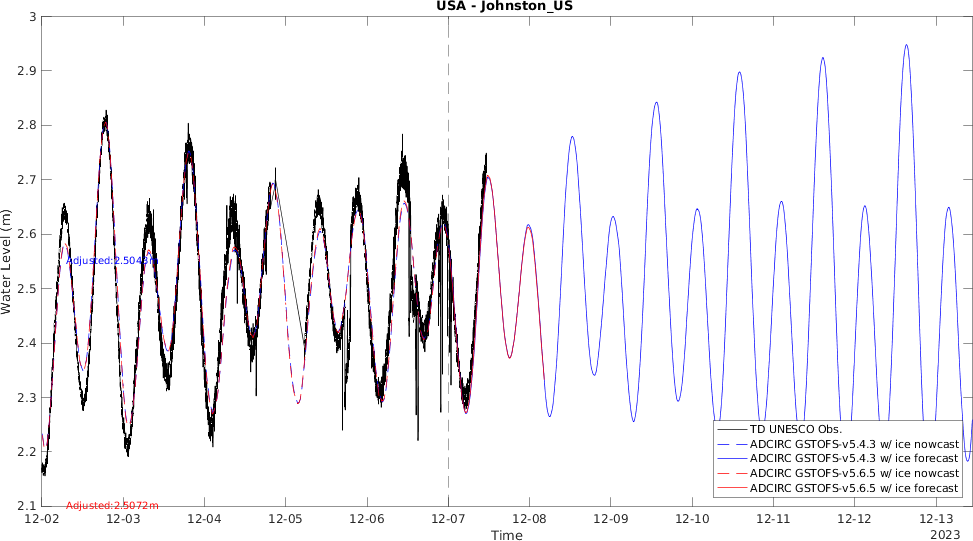 USA - Johnston_US
3
2.9
2.8
2.7
2.6
2.5
2.4
2.3
2.2
2.1
Water Level (m)
Adjusted:2.5043m
Adjusted:2.5072m
TD UNESCO Obs.
ADCIRC GSTOFS-v5.4.3 w/ ice nowcast
ADCIRC GSTOFS-v5.4.3 w/ ice forecast
ADCIRC GSTOFS-v5.6.5 w/ ice nowcast
ADCIRC GSTOFS-v5.6.5 w/ ice forecast
12-02 12-03 12-04 12-05 12-06 12-07 12-08 12-09 12-10 12-11 12-12 12-13
Time
2023